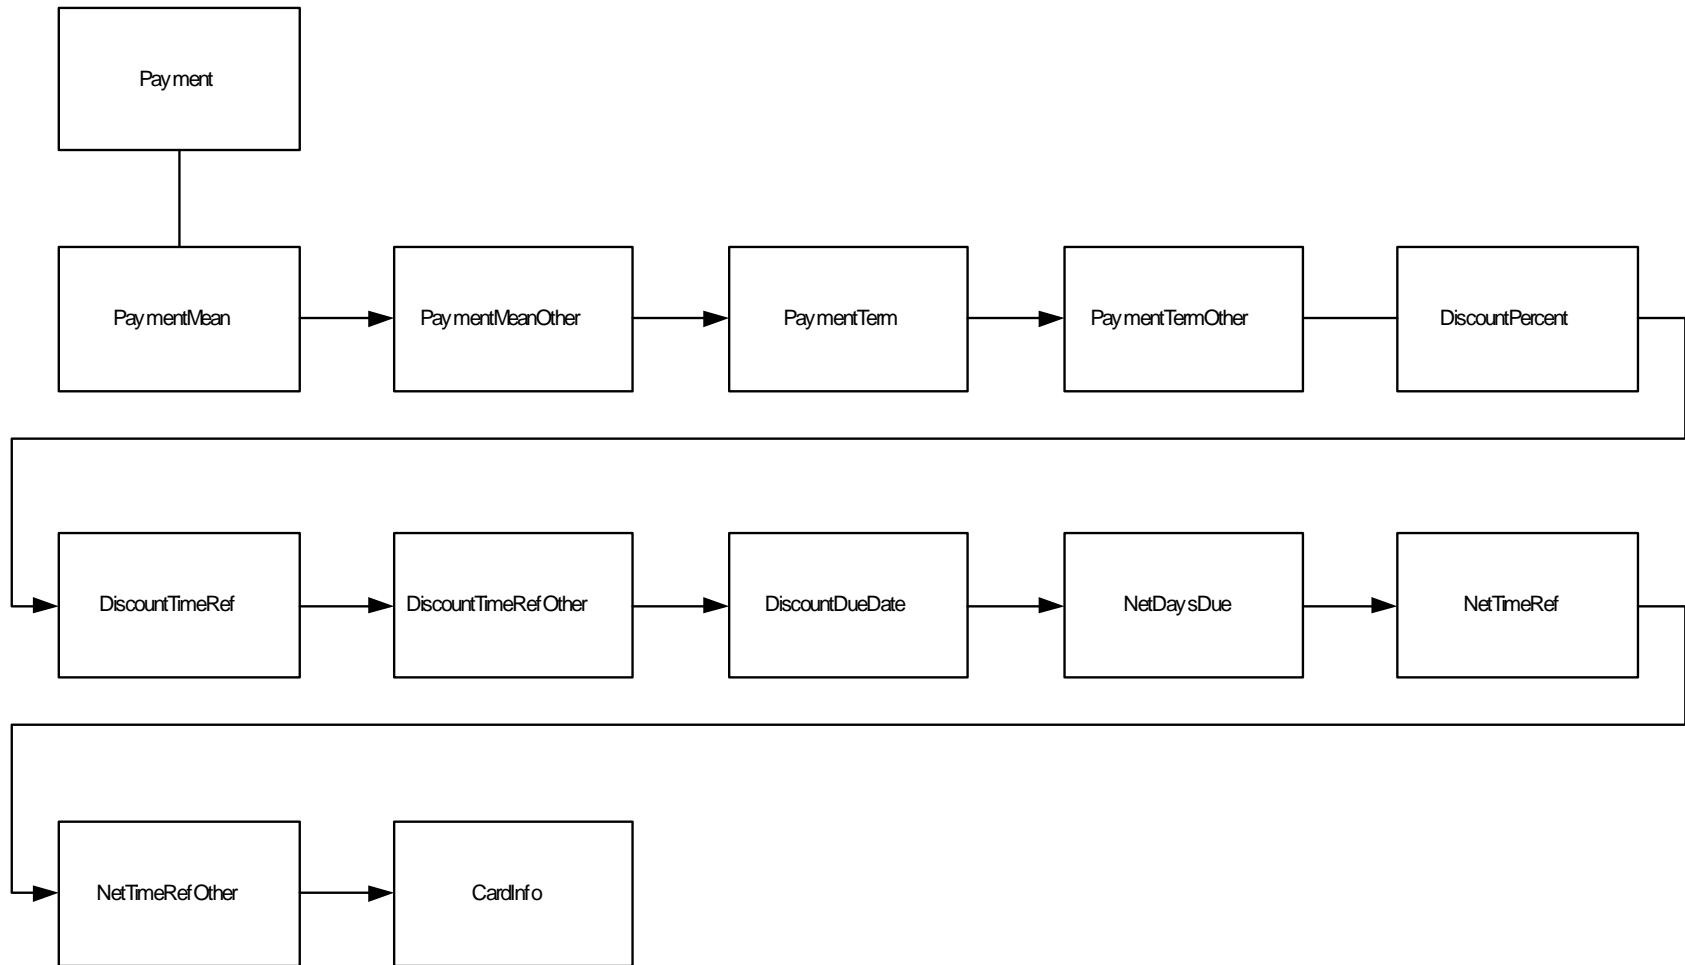 Payment
PaymentMean
PaymentMeanOther
PaymentTerm
PaymentTermOther
DiscountPercent
DiscountTimeRef
DiscountTimeRefOther
DiscountDueDate
NetDaysDue
NetTimeRef
NetTimeRefOther
CardInfo